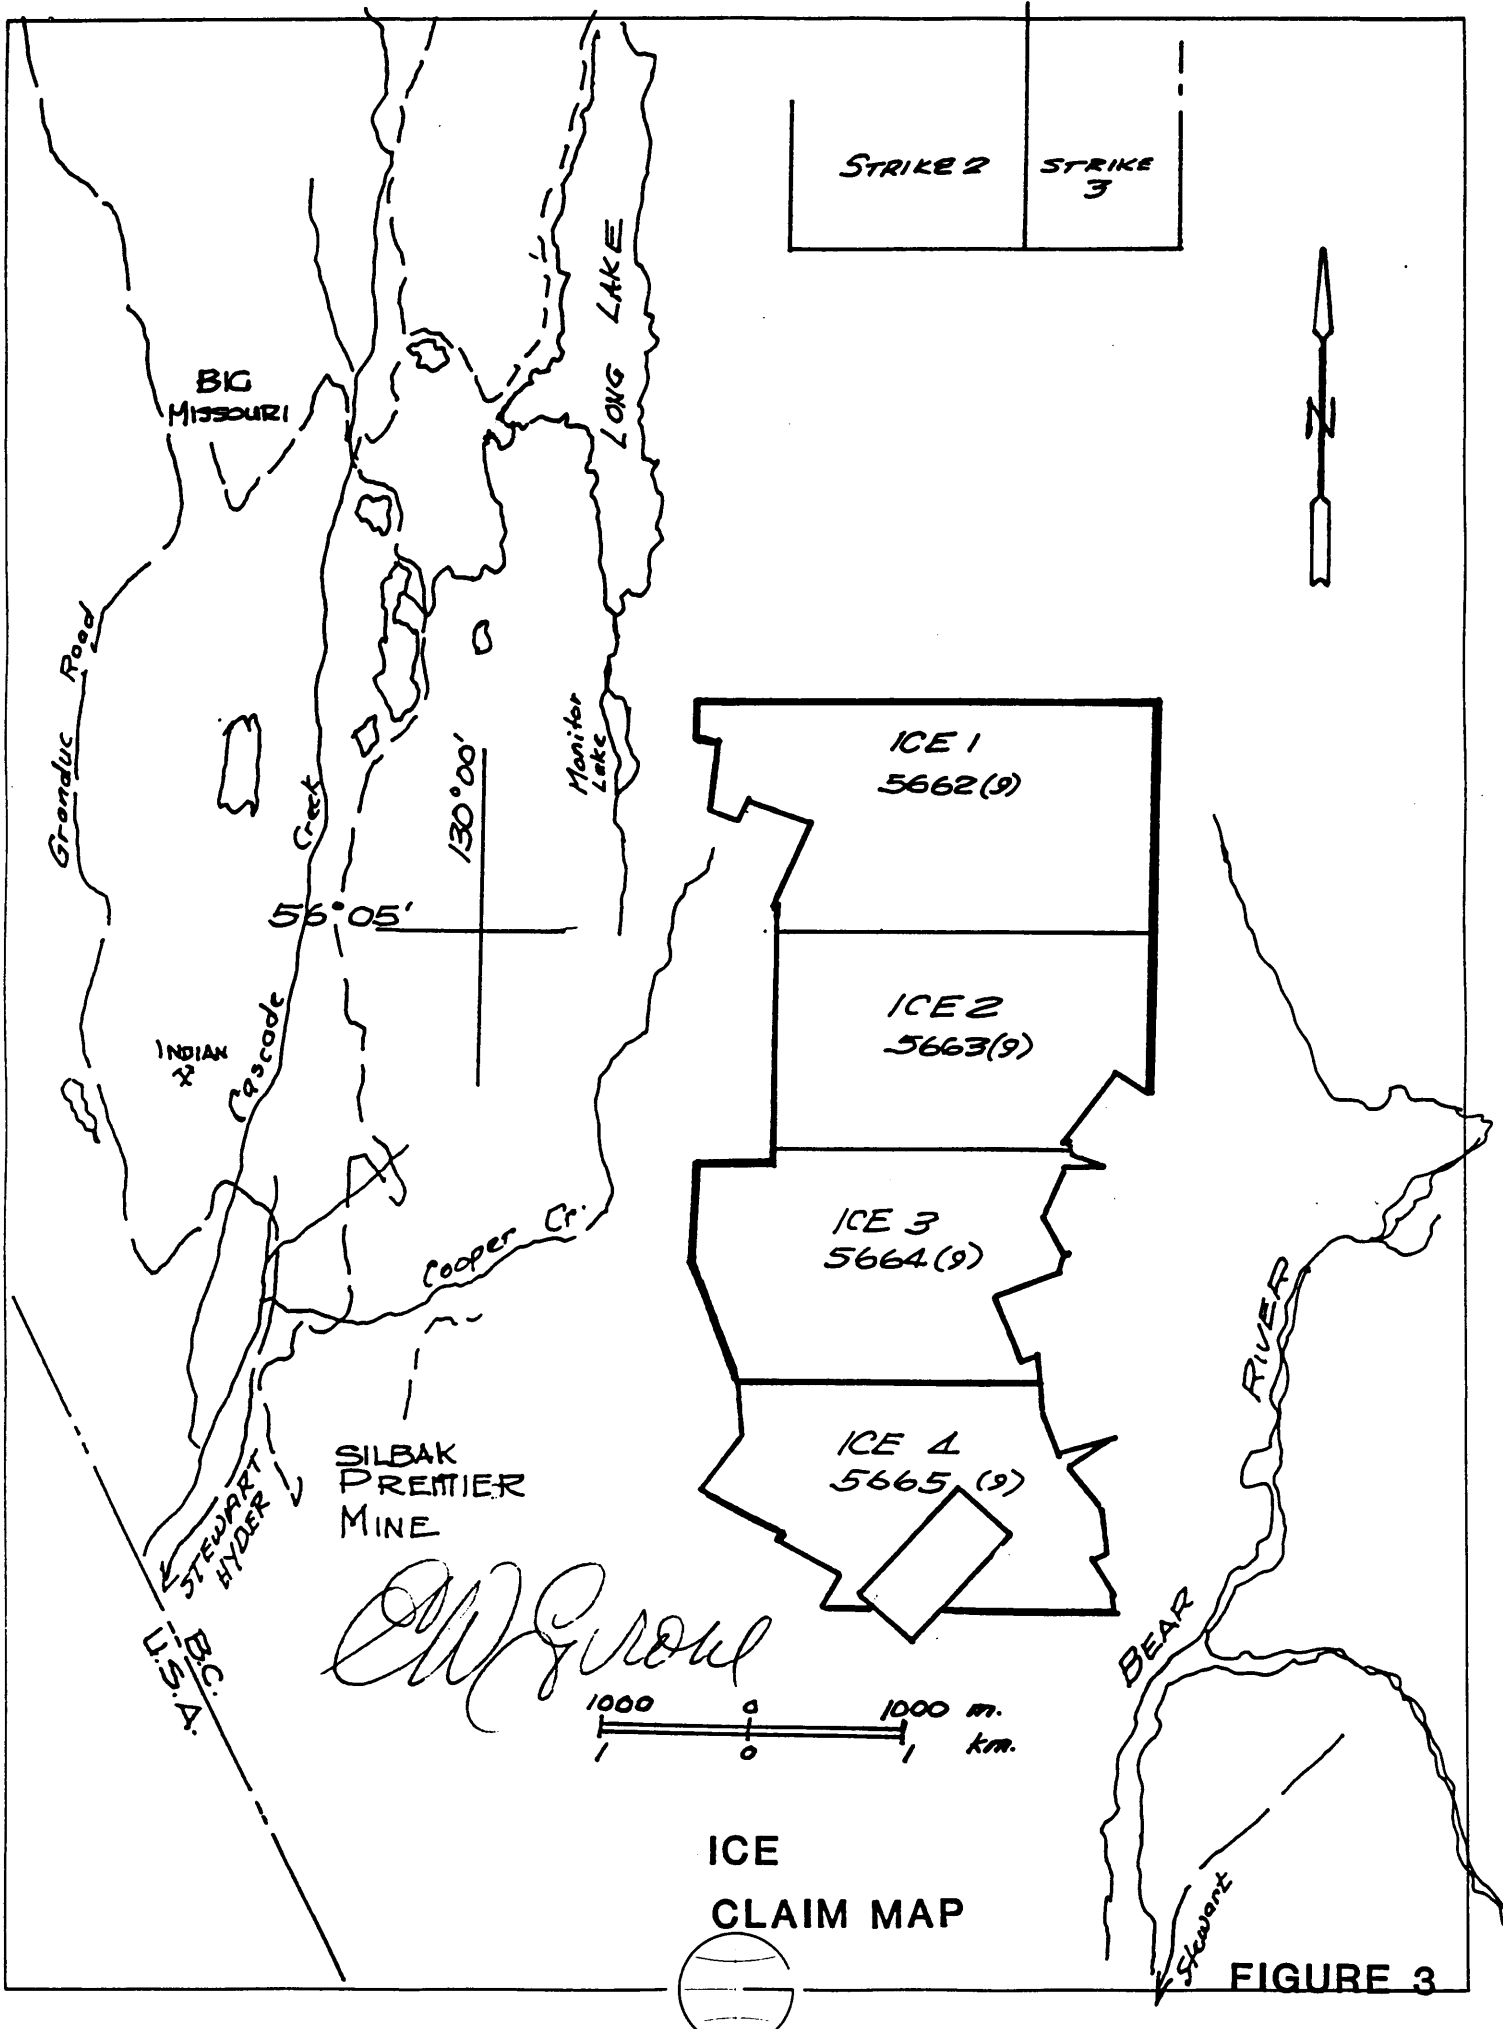 STRIKE 2
STRIKE
3
LONG LAKE
N
BIG
MISSOURI
Granduc Road
Monitor
Lake
ICE 1
5662(9)
130°00'
Creek
56°05'
ICE 2
5663(9)
INDIAN
Cascade
ICE 3
5664(9)
Cooper Cr.
RIVER
ICE 4
5665 (9)
SILBAK
PREMIER
MINE
STEWART
HYDER
BEAR
B.C.
U.S.A.
EW Grove
1000 0 1000 m.
1 0 1 km.
ICE
CLAIM MAP
Stewart
FIGURE 3